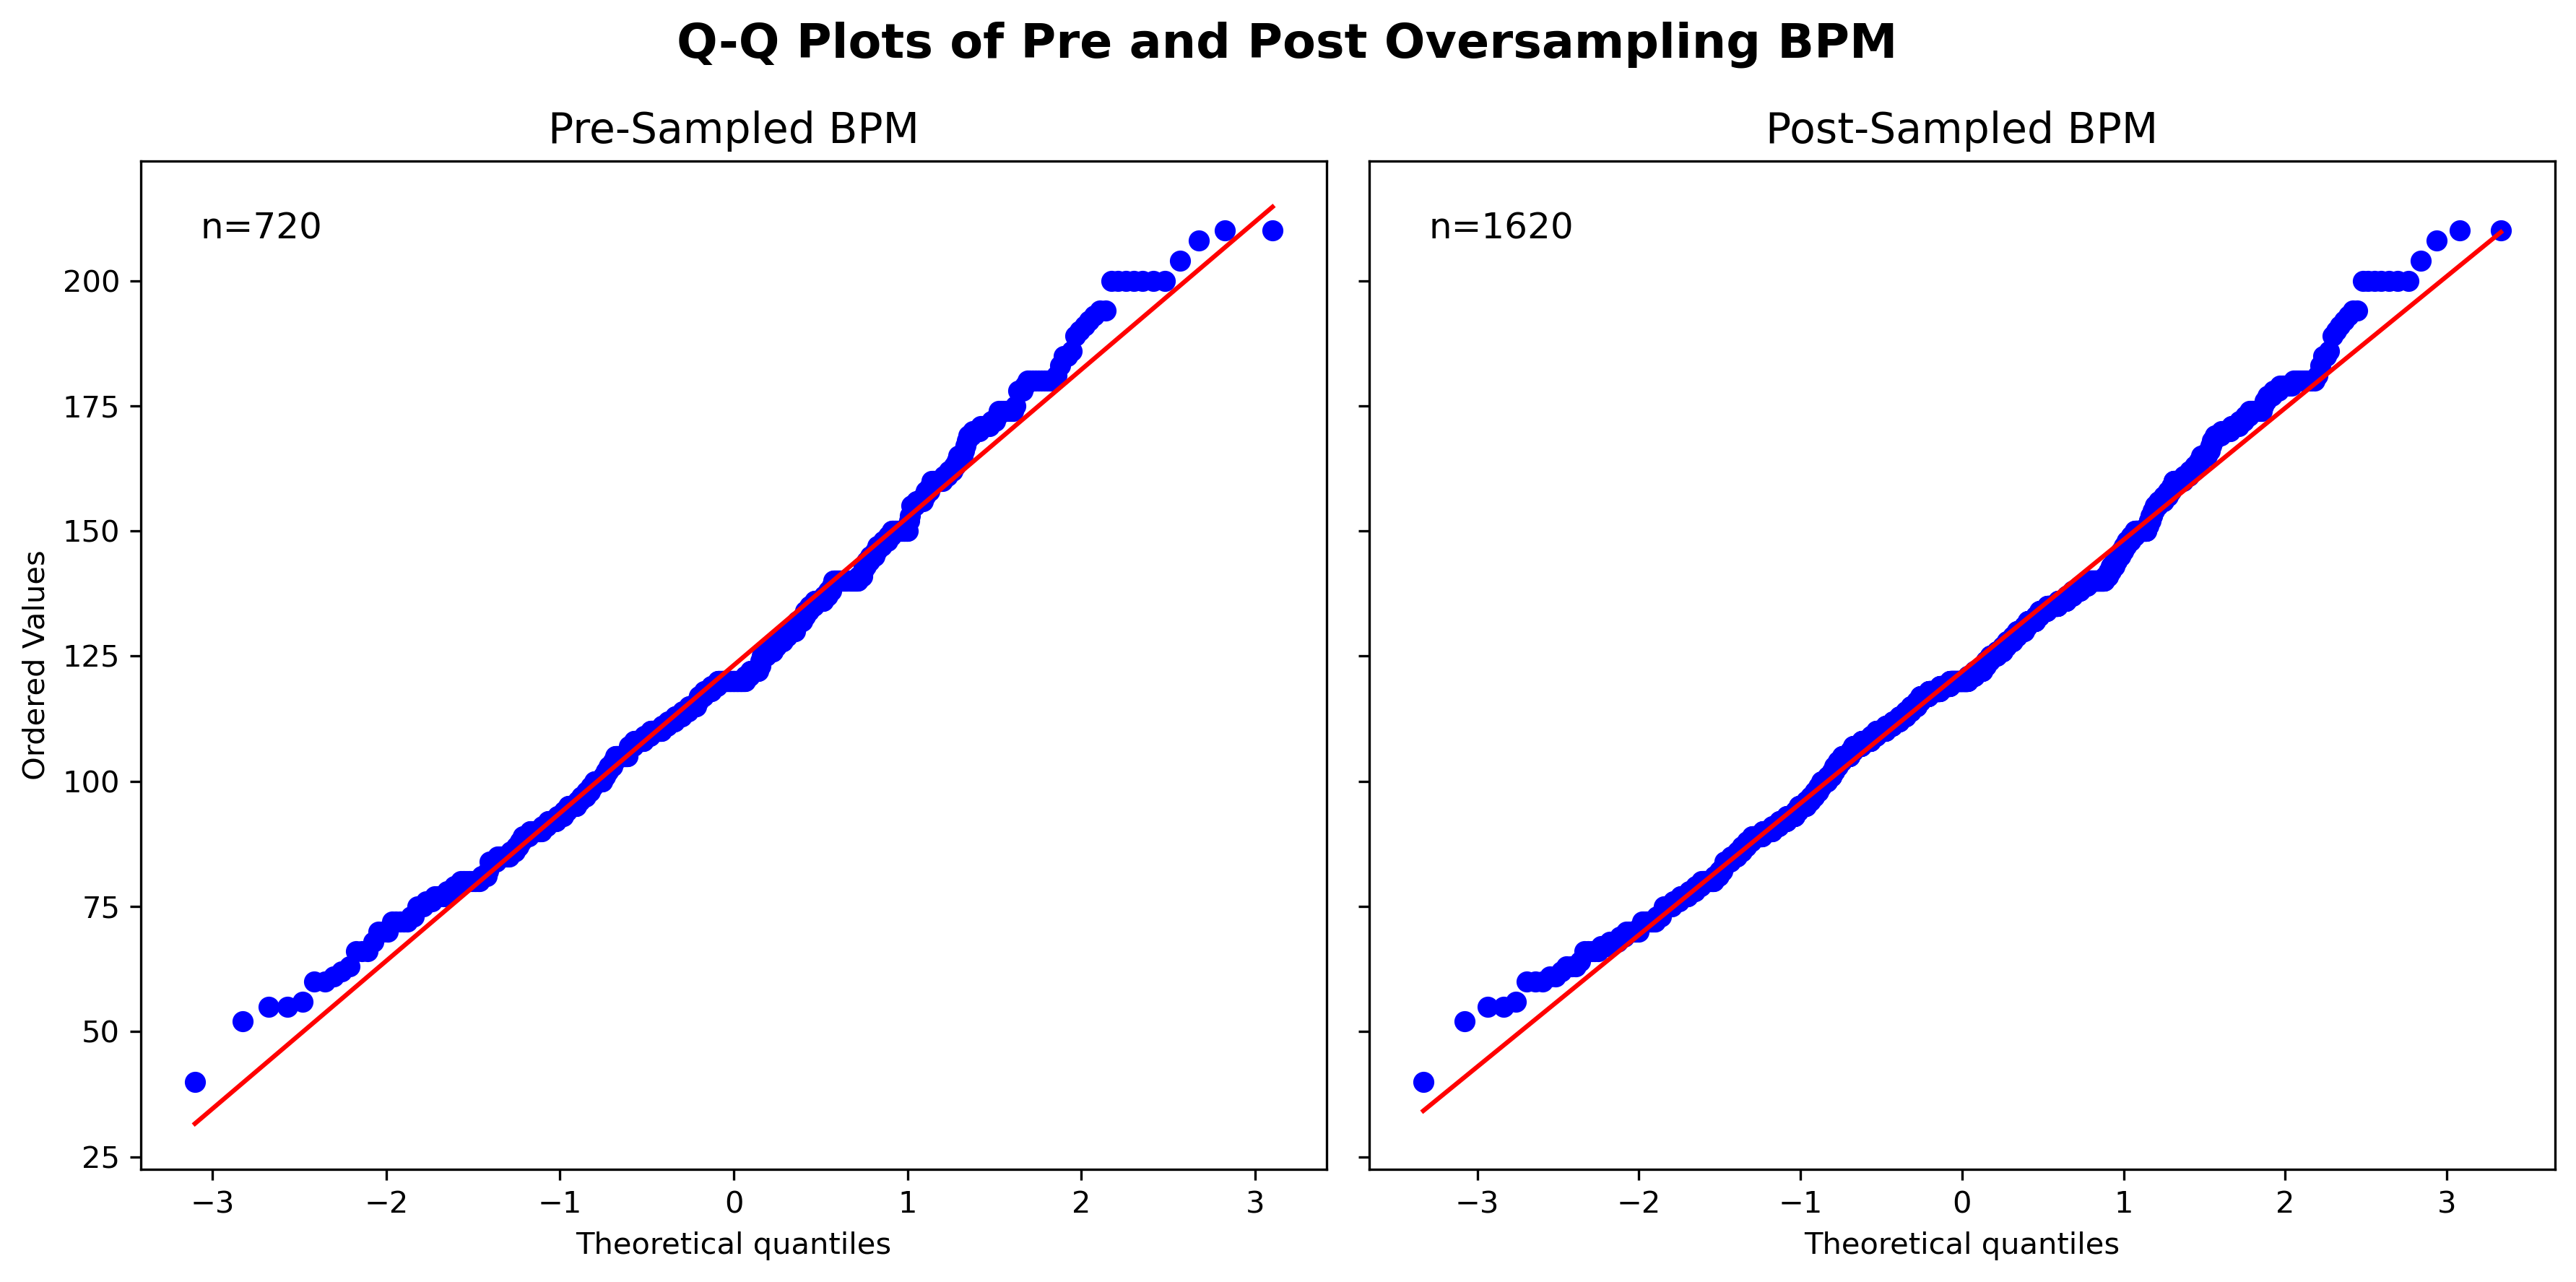 Q-Q Plots of Pre and Post Oversampling BPM
Pre-Sampled BPM
n=720
Ordered Values
200
175
150
125
100
75
50
25
−3
−2
−1
0
1
2
3
Theoretical quantiles
Post-Sampled BPM
n=1620
−3
−2
−1
0
1
2
3
Theoretical quantiles